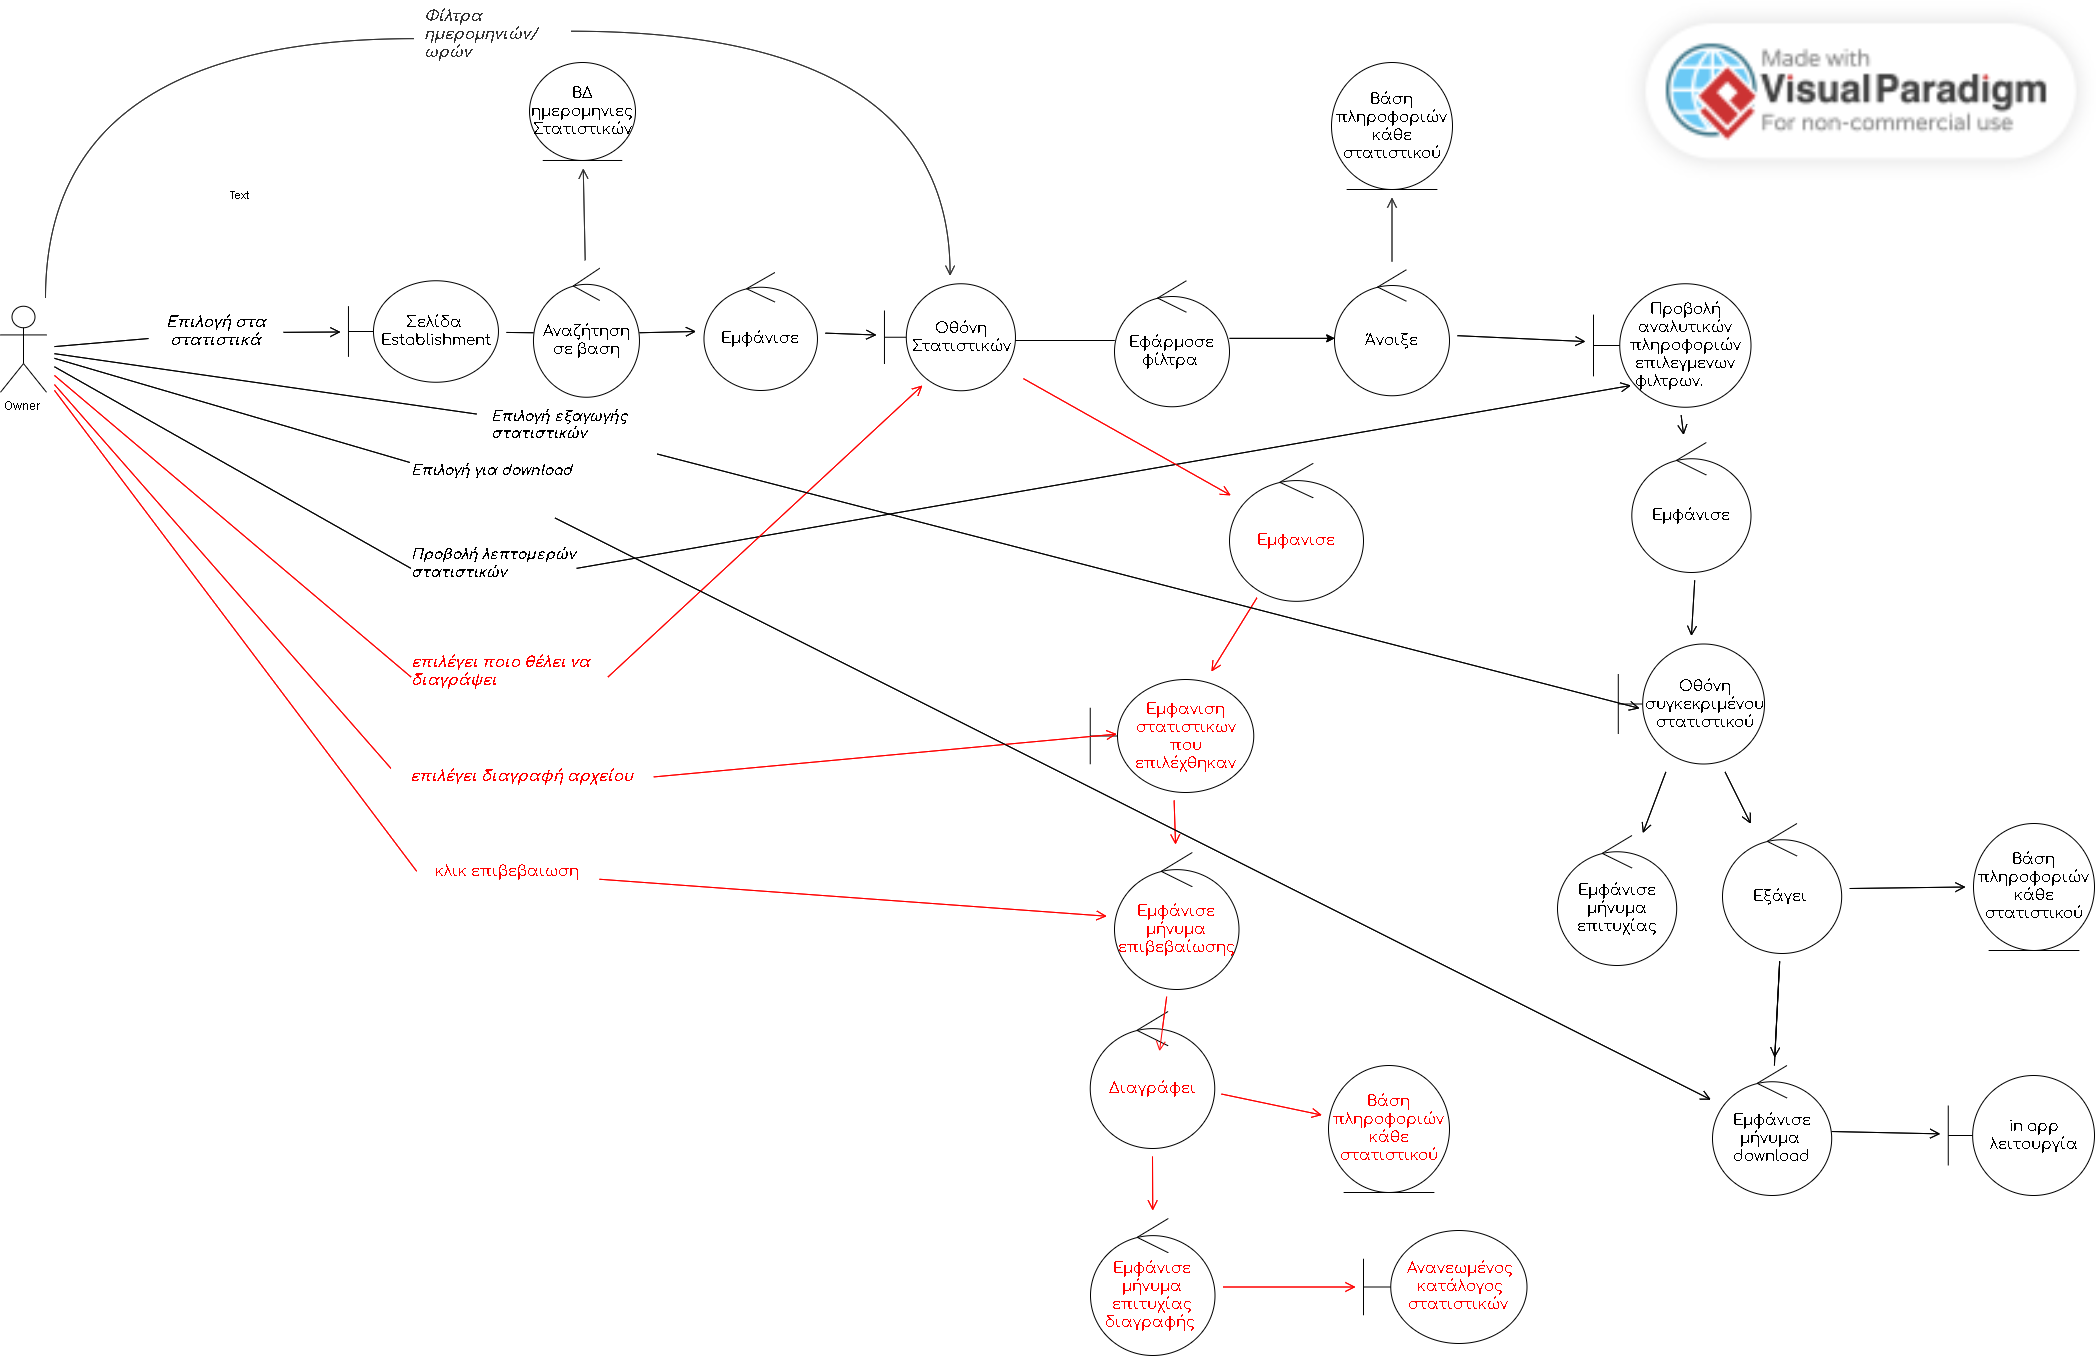 Φίλτρα
ημερομηνιών/
ωρών
Made with
Visual Paradigm
For non-commercial use
ΒΔ
ημερομηνιες
Στατιστικών
Βάση
πληροφοριών
κάθε
στατιστικού
Text
Owner
Επιλογή στα
στατιστικά
Σελίδα
Establishment
Αναζήτηση
σε βαση
Εμφάνισε
Οθόνη
Στατιστικών
Εφάρμοσε
φίλτρα
Άνοιξε
Προβολή
αναλυτικών
πληροφοριών
επιλεγμενων
φιλτρων.
Επιλογή εξαγωγής
στατιστικών
Επιλογή για download
Προβολή λεπτομερών
στατιστικών
Εμφανισε
Εμφάνισε
επιλέγει ποιο θέλει να
διαγράψει
Εμφανιση
στατιστικων
που
επιλέχθηκαν
Οθόνη
συγκεκριμένου
στατιστικού
επιλέγει διαγραφή αρχείου
κλικ επιβεβαιωση
Εμφάνισε
μήνυμα
επιβεβαίωσης
Εμφάνισε
μήνυμα
επιτυχίας
Εξάγει
Βάση
πληροφοριών
κάθε
στατιστικού
Διαγράφει
Βάση
πληροφοριών
κάθε
στατιστικού
Εμφάνισε
μήνυμα
download
in app
λειτουργία
Εμφάνισε
μήνυμα
επιτυχίας
διαγραφής
Ανανεωμένος
κατάλογος
στατιστικών